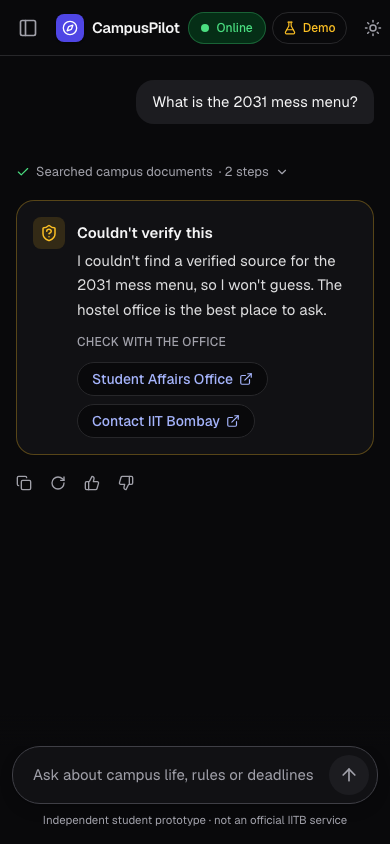 CampusPilot
Online
Demo
What is the 2031 mess menu?
Searched campus documents · 2 steps
Couldn't verify this
I couldn't find a verified source for the
2031 mess menu, so I won't guess. The
hostel office is the best place to ask.
CHECK WITH THE OFFICE
Student Affairs Office
Contact IIT Bombay
Ask about campus life, rules or deadlines
Independent student prototype · not an official IITB service